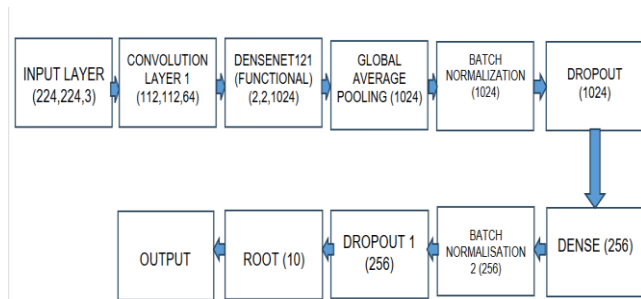 INPUT LAYER
(224,224,3)
CONVOLUTION
LAYER 1
(112,112,64)
DENSENET121
(FUNCTIONAL)
(2,2,1024)
GLOBAL
AVERAGE
POOLING (1024)
BATCH
NORMALIZATION
(1024)
DROPOUT
(1024)
DENSE (256)
BATCH
NORMALISATION
2 (256)
DROPOUT 1
(256)
ROOT (10)
OUTPUT